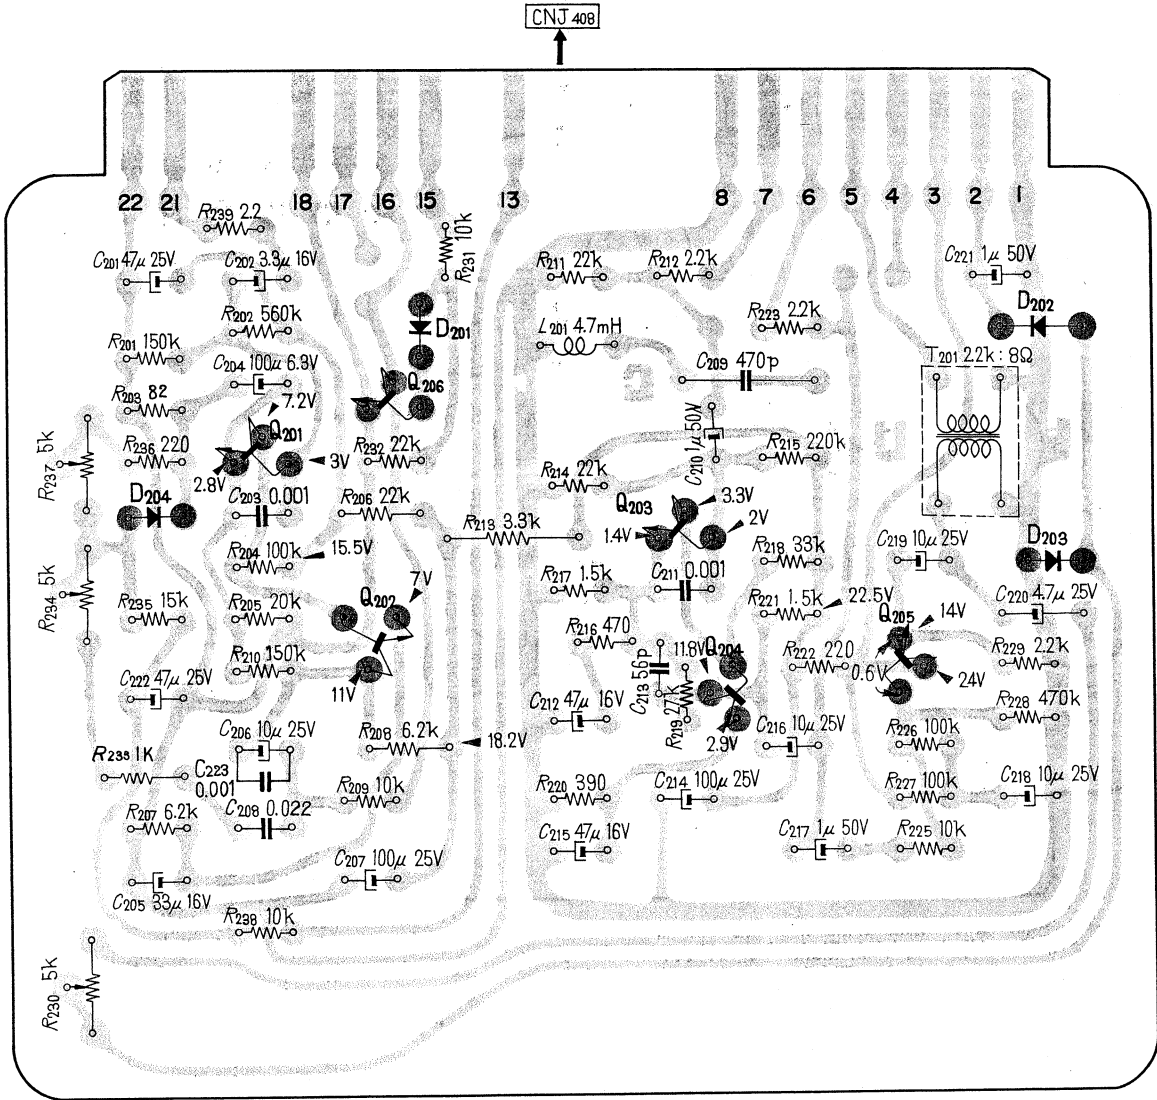 CNJ 408
22 21 18 17 16 15 13 8 7 6 5 4 3 2 1
R239 2.2
R231 10k
C201 47μ 25V
C202 3.3μ 16V
R211 22k
R212 2.2k
C221 1μ 50V
D202
R202 560k
D201
L201 4.7mH
R223 2.2k
R201 150k
C204 100μ 6.3V
Q206
C209 470p
T201 2.2k : 8Ω
R203 82
7.2V
Q201
R237 5k
R236 220
2.8V
3V
R232 22k
C210 1μ 50V
R215 220k
R214 22k
D204
C203 0.001
R206 22k
Q203
3.3V
2V
1.4V
R213 3.3k
R204 100k
15.5V
R218 33k
C219 10μ 25V
D203
R234 5k
R217 1.5k
C211 0.001
R235 15k
R205 20k
Q202
7V
R221 1.5k
22.5V
Q205
14V
C220 4.7μ 25V
R216 470
11.8V
Q204
R210 150k
11V
C213 56p
R219 27k
R222 220
0.6V
24V
R229 2.2k
C222 47μ 25V
C212 47μ 16V
2.9V
R228 470k
C206 10μ 25V
R208 6.2k
18.2V
C216 10μ 25V
R226 100k
R233 1K
C223
0.001
R209 10k
R220 390
C214 100μ 25V
R227 100k
C218 10μ 25V
R207 6.2k
C208 0.022
C215 47μ 16V
C217 1μ 50V
R225 10k
C207 100μ 25V
C205 33μ 16V
R238 10k
R230 5k